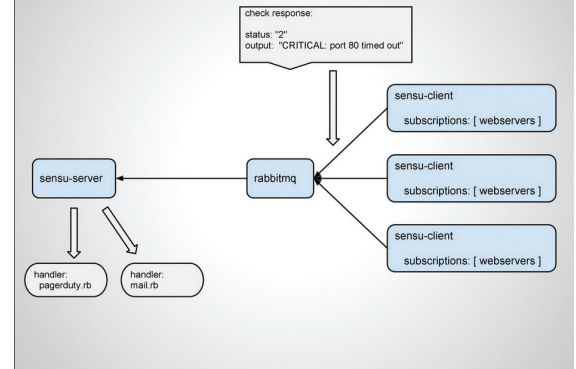 check response:
status: "2"
output: "CRITICAL: port 80 timed out"
sensu-client
subscriptions: [ webservers ]
sensu-server
rabbitmq
sensu-client
subscriptions: [ webservers ]
sensu-client
subscriptions: [ webservers ]
handler:
pagerduty.rb
handler:
mail.rb